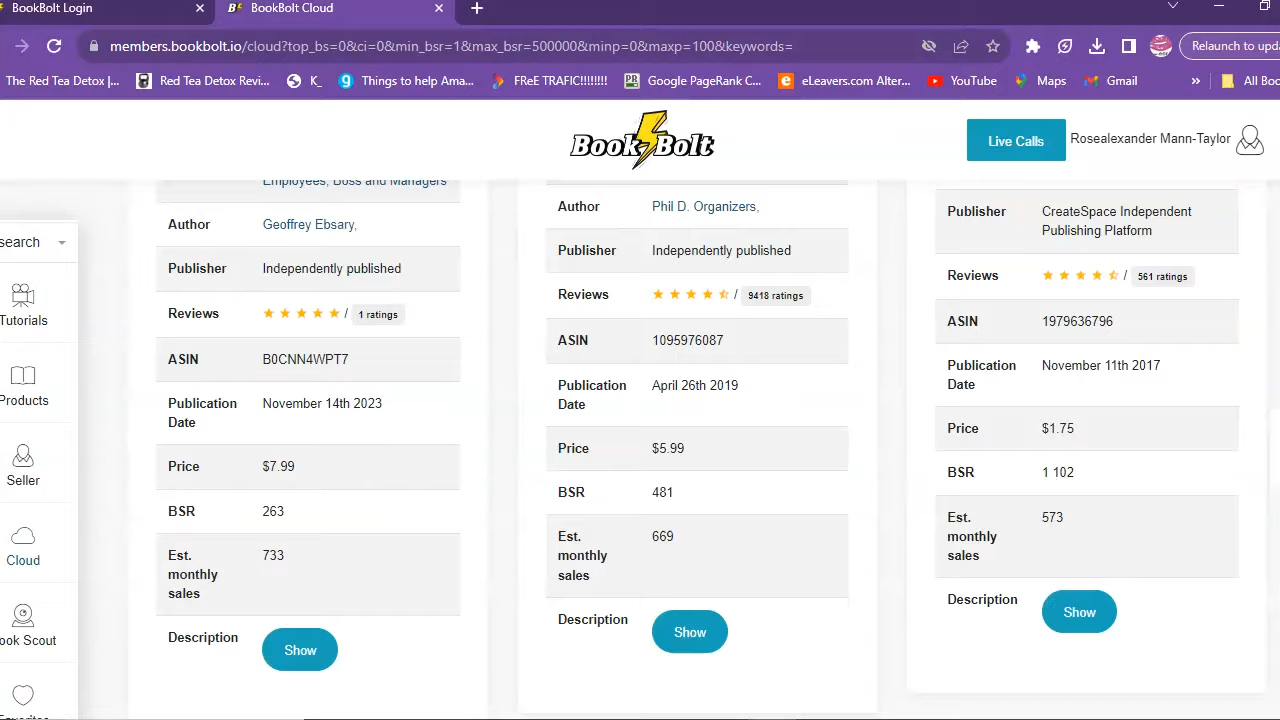 BookBolt Login
BookBolt Cloud
members.bookbolt.io/cloud?top_bs=0&ci=0&min_bsr=1&max_bsr=500000&minp=0&maxp=100&keywords=
Relaunch to upda
The Red Tea Detox |...
Red Tea Detox Revi...
K.
Things to help Ama...
FReE TRAFIC!!!!!!!!
Google PageRank C...
eLeavers.com Alter...
YouTube
Maps
Gmail
»
All Boo
Book Bolt
Live Calls
Rosealexander Mann-Taylor
search
Tutorials
Products
Seller
Cloud
ook Scout
Favorites
Employees, Boss and Managers
Author Geoffrey Ebsary,
Publisher Independently published
Reviews / 1 ratings
ASIN B0CNN4WPT7
Publication Date November 14th 2023
Price $7.99
BSR 263
Est. monthly sales 733
Description Show
Author Phil D. Organizers,
Publisher Independently published
Reviews / 9418 ratings
ASIN 1095976087
Publication Date April 26th 2019
Price $5.99
BSR 481
Est. monthly sales 669
Description Show
Publisher CreateSpace Independent Publishing Platform
Reviews / 561 ratings
ASIN 1979636796
Publication Date November 11th 2017
Price $1.75
BSR 1 102
Est. monthly sales 573
Description Show